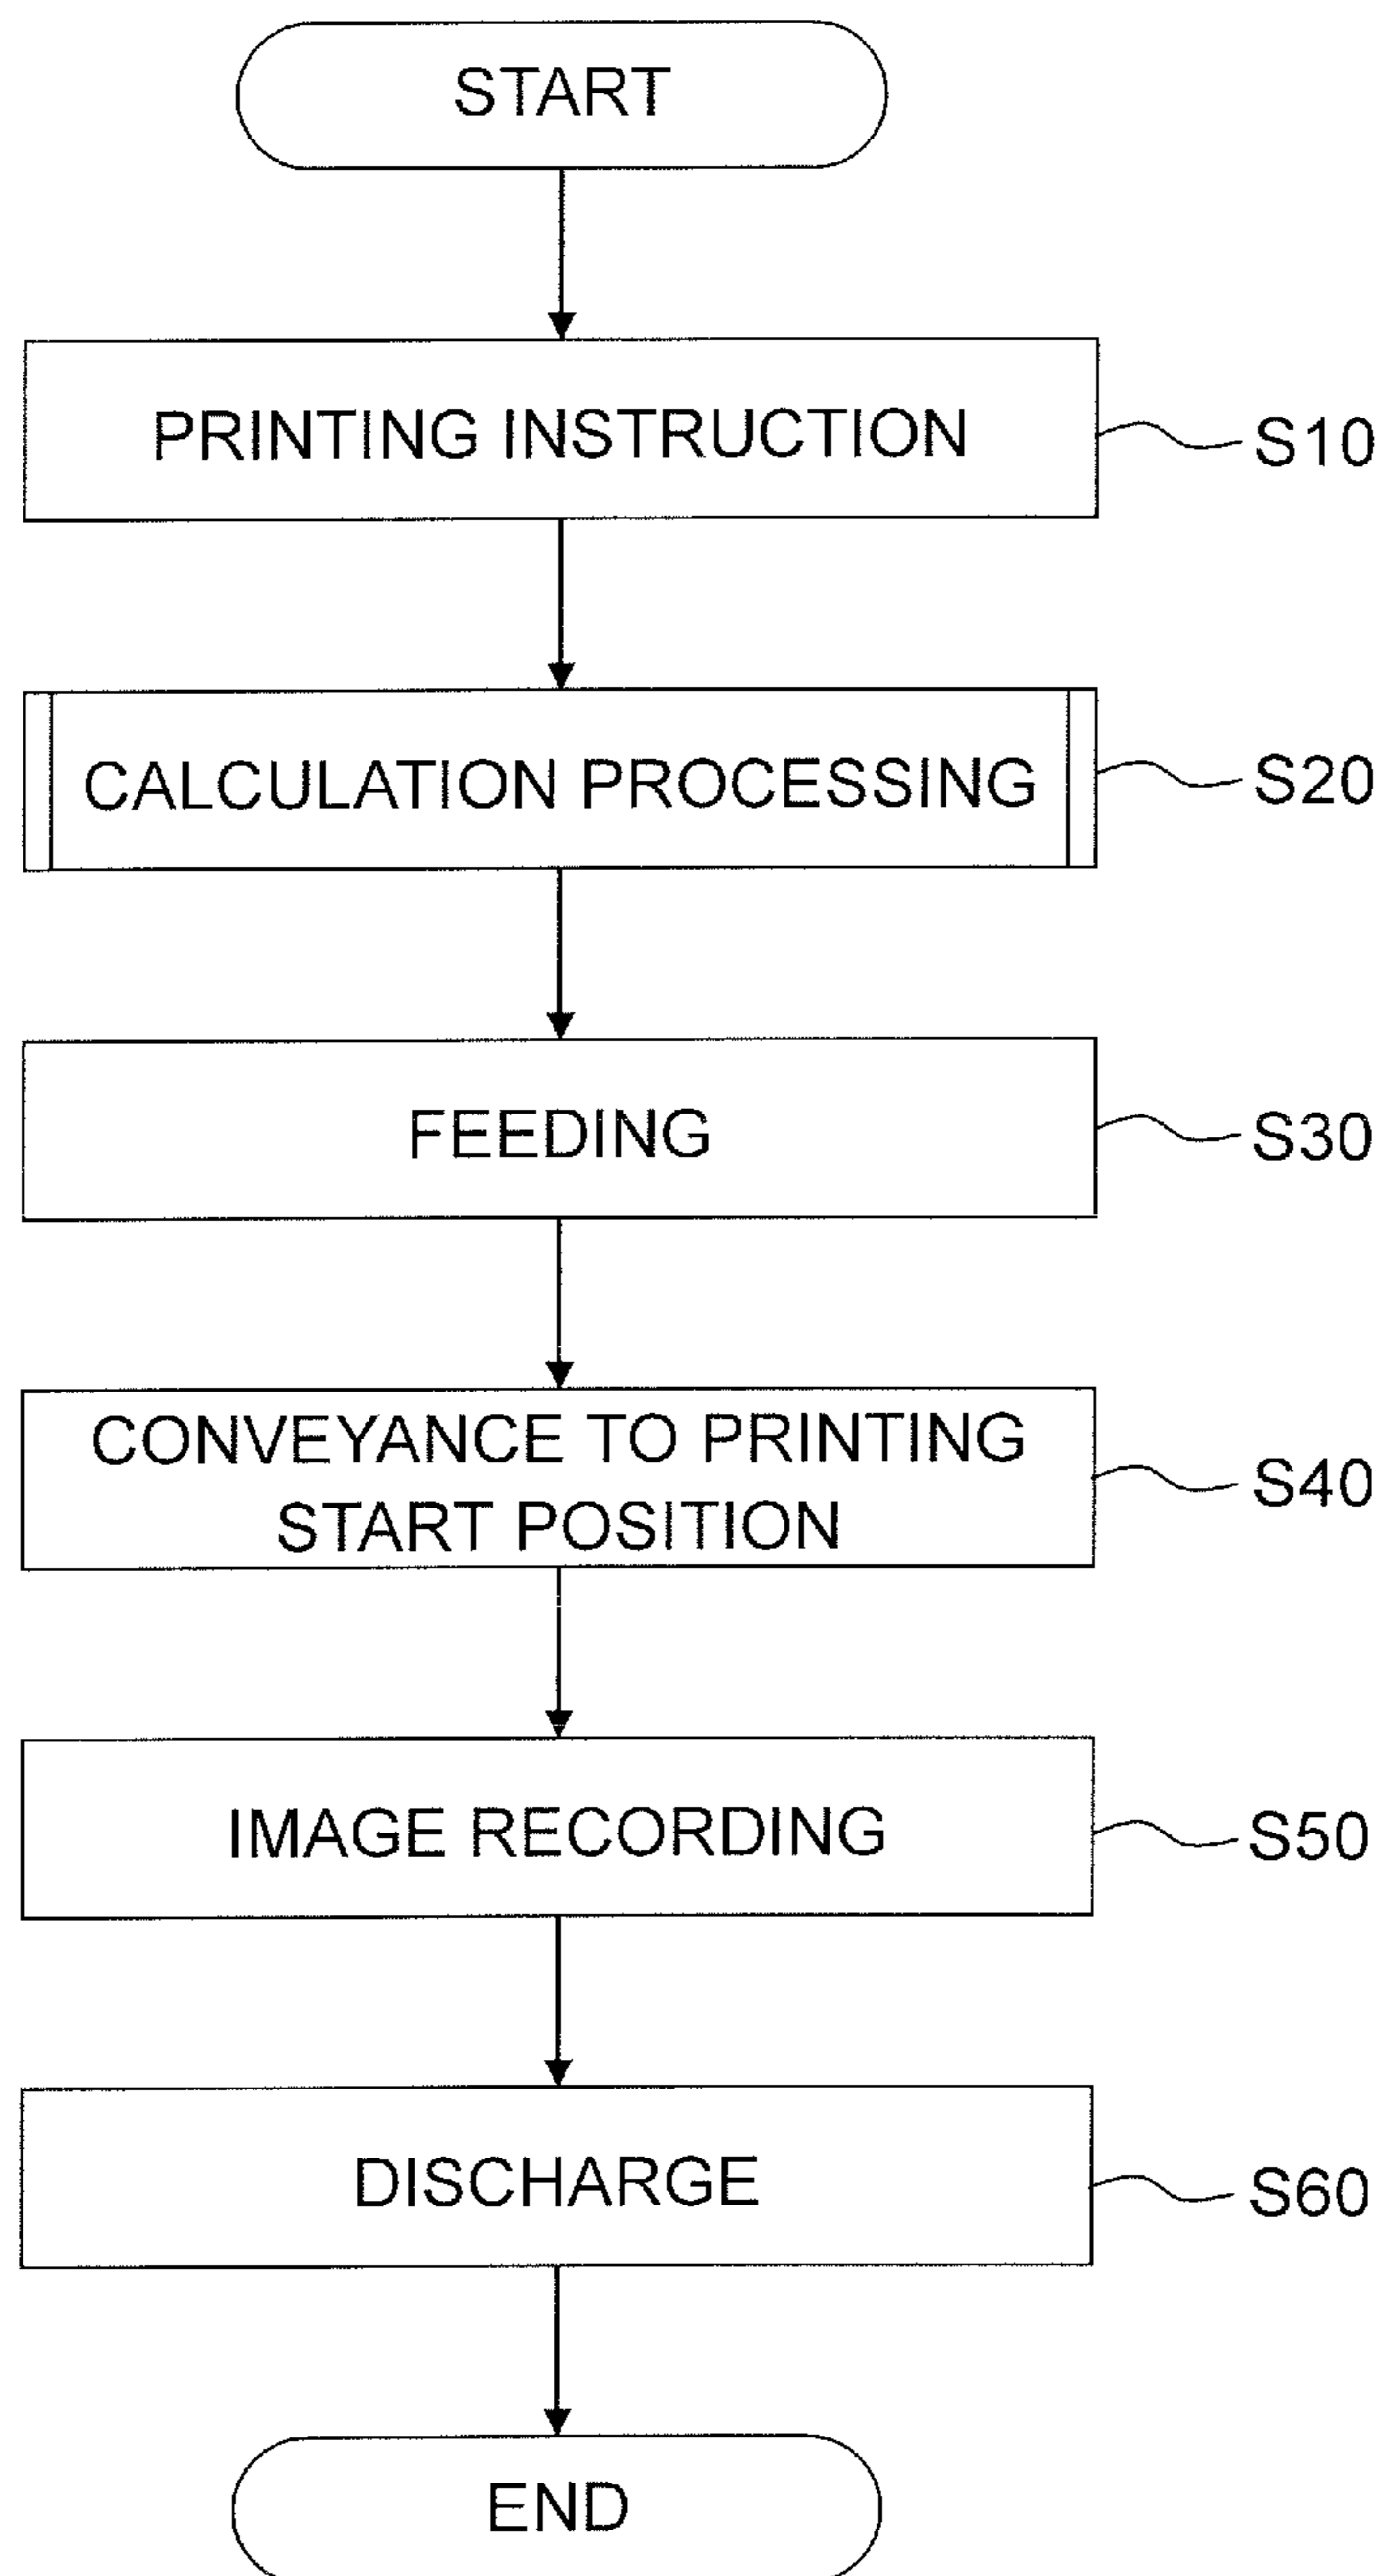 START
PRINTING INSTRUCTION
S10
CALCULATION PROCESSING
S20
FEEDING
S30
CONVEYANCE TO PRINTING
START POSITION
S40
IMAGE RECORDING
S50
DISCHARGE
S60
END